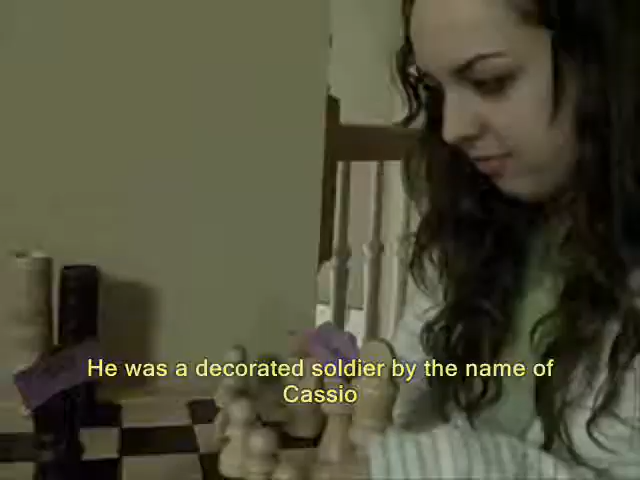 He was a decorated soldier by the name of
Cassio